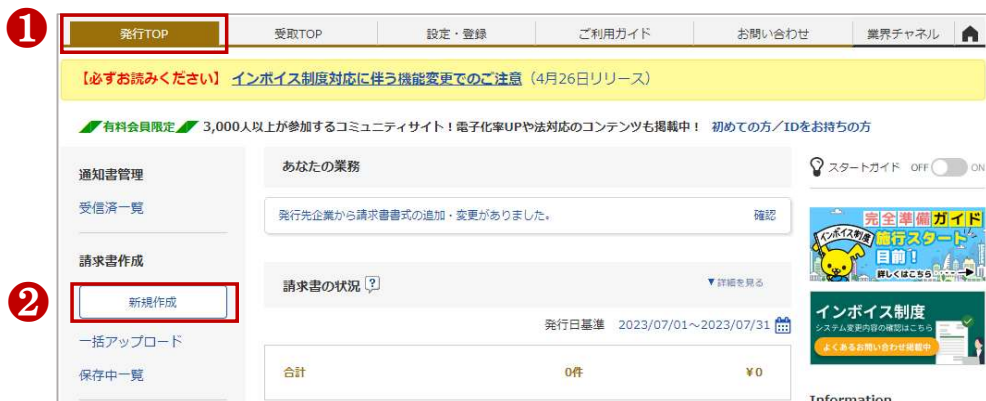 ❶
発行TOP 受取TOP 設定・登録 ご利用ガイド お問い合わせ 業界チャネル
【必ずお読みください】 インボイス制度対応に伴う機能変更でのご注意 (4月26日リリース)
有料会員限定 3,000人以上が参加するコミュニティサイト!電子化率UPや法対応のコンテンツも掲載中! 初めての方/IDをお持ちの方
通知書管理
受信済一覧
請求書作成
❷
新規作成
一括アップロード
保存中一覧
あなたの業務
発行先企業から請求書書式の追加・変更がありました。 確認
請求書の状況 ?
▼詳細を見る
発行日基準 2023/07/01~2023/07/31
合計 0件 ¥0
スタートガイド OFF ON
完全準備ガイド
インボイス制度
施行スタート
目前!
詳しくはこちら
インボイス制度
システム変更内容の確認はこちら
よくあるお問い合わせ掲載中
Information